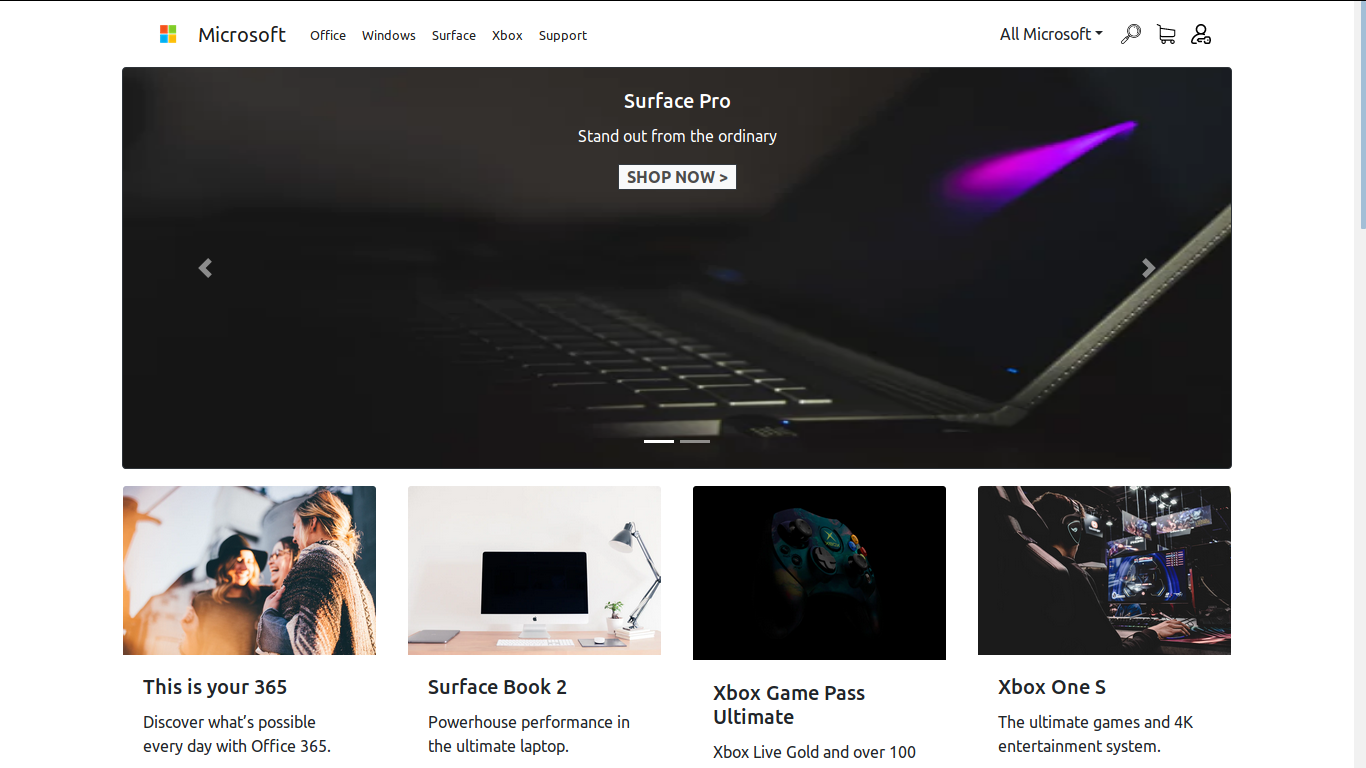 Microsoft Office Windows Surface Xbox Support All Microsoft
Surface Pro
Stand out from the ordinary
SHOP NOW >
This is your 365
Discover what’s possible
every day with Office 365.
Surface Book 2
Powerhouse performance in
the ultimate laptop.
Xbox Game Pass
Ultimate
Xbox Live Gold and over 100
Xbox One S
The ultimate games and 4K
entertainment system.